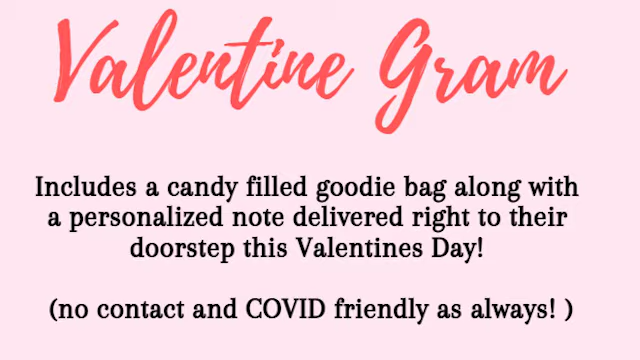 Valentine Gram
Includes a candy filled goodie bag along with
a personalized note delivered right to their
doorstep this Valentines Day!
(no contact and COVID friendly as always! )